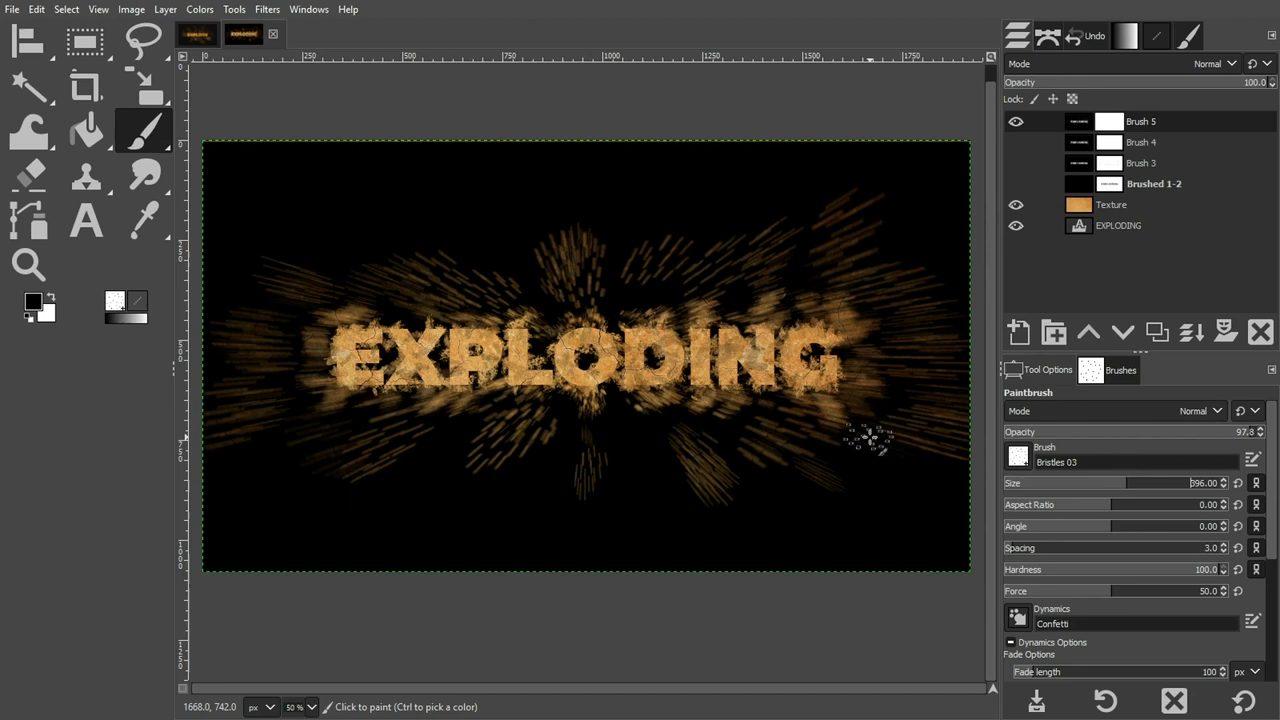 File Edit Select View Image Layer Colors Tools Filters Windows Help
Undo
Mode Normal
Opacity 100.0
Lock:
Brush 5
Brush 4
Brush 3
Brushed 1-2
Texture
EXPLODING
0 250 500 750 1000 1250 1500 1750
EXPLODING
Tool Options Brushes
Paintbrush
Mode Normal
Opacity 97.8
Brush
Bristles 03
Size 396.00
Aspect Ratio 0.00
Angle 0.00
Spacing 3.0
Hardness 100.0
Force 50.0
Dynamics
Confetti
Dynamics Options
Fade Options
Fade length 100 px
1668.0, 742.0 px 50 % Click to paint (Ctrl to pick a color)